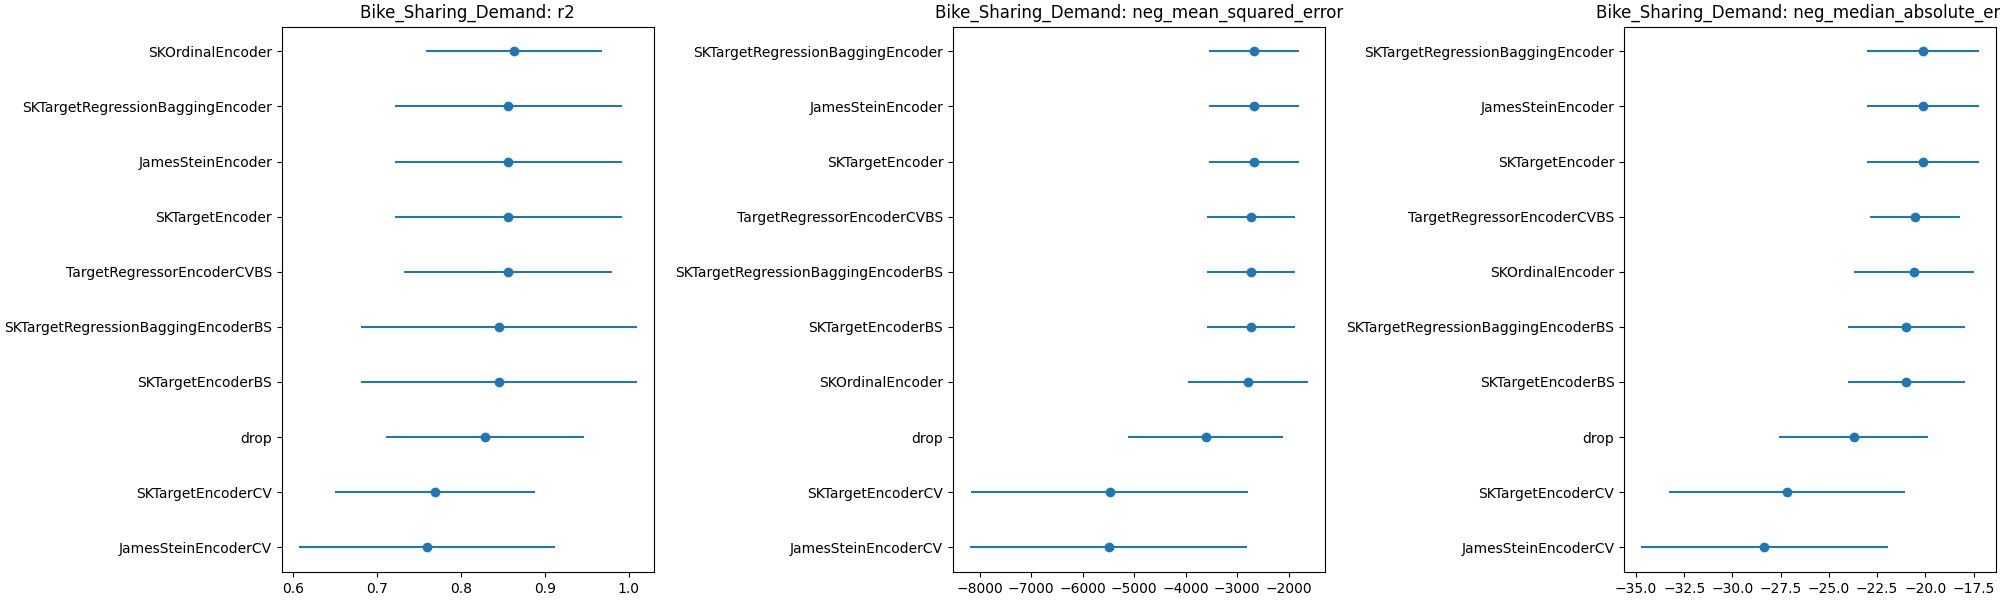 Bike_Sharing_Demand: r2
SKOrdinalEncoder
SKTargetRegressionBaggingEncoder
JamesSteinEncoder
SKTargetEncoder
TargetRegressorEncoderCVBS
SKTargetRegressionBaggingEncoderBS
SKTargetEncoderBS
drop
SKTargetEncoderCV
JamesSteinEncoderCV
0.6 0.7 0.8 0.9 1.0
Bike_Sharing_Demand: neg_mean_squared_error
SKTargetRegressionBaggingEncoder
JamesSteinEncoder
SKTargetEncoder
TargetRegressorEncoderCVBS
SKTargetRegressionBaggingEncoderBS
SKTargetEncoderBS
SKOrdinalEncoder
drop
SKTargetEncoderCV
JamesSteinEncoderCV
−8000 −7000 −6000 −5000 −4000 −3000 −2000
Bike_Sharing_Demand: neg_median_absolute_er
SKTargetRegressionBaggingEncoder
JamesSteinEncoder
SKTargetEncoder
TargetRegressorEncoderCVBS
SKOrdinalEncoder
SKTargetRegressionBaggingEncoderBS
SKTargetEncoderBS
drop
SKTargetEncoderCV
JamesSteinEncoderCV
−35.0 −32.5 −30.0 −27.5 −25.0 −22.5 −20.0 −17.5